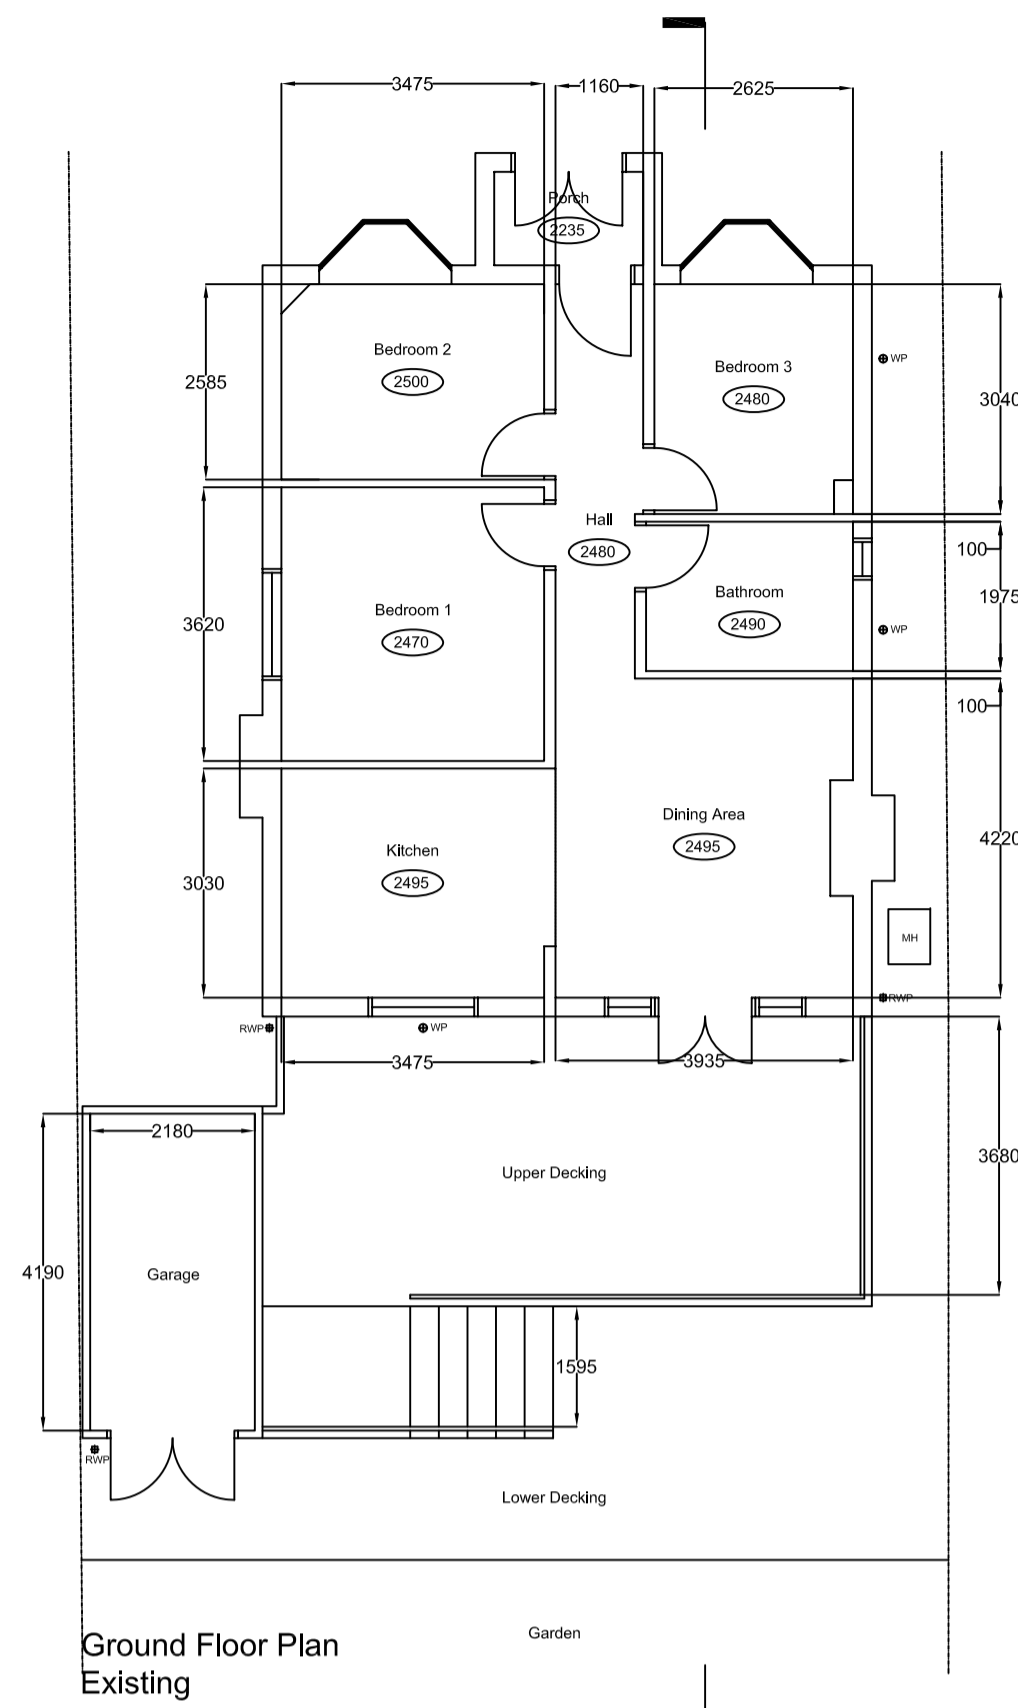 3475
1160
2625
Porch
2235
Bedroom 2
2500
2585
Bedroom 3
2480
WP
3040
Hall
2480
100
Bathroom
2490
1975
WP
Bedroom 1
2470
3620
100
Dining Area
2495
4220
Kitchen
2495
3030
MH
RWP
RWP
WP
3475
3935
2180
Upper Decking
3680
4190
Garage
1595
RWP
Lower Decking
Garden
Ground Floor Plan
Existing